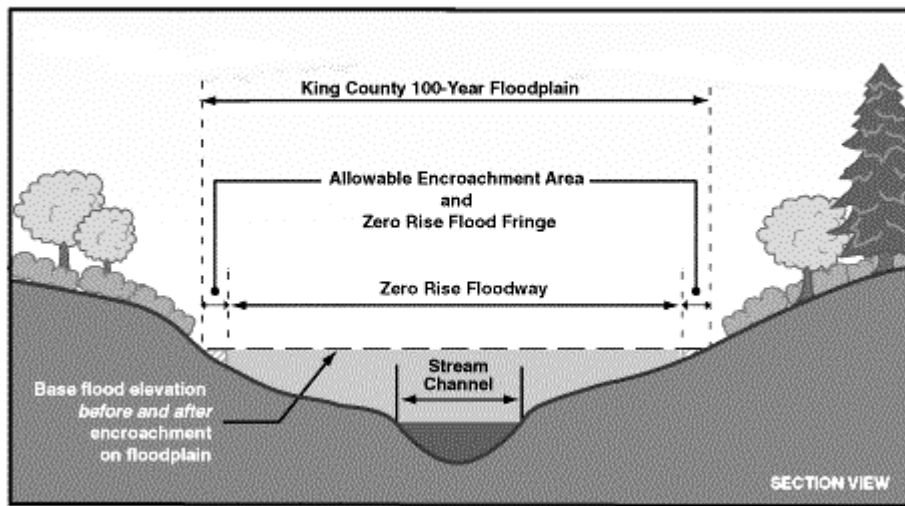 King County 100-Year Floodplain
Allowable Encroachment Area
and
Zero Rise Flood Fringe
Zero Rise Floodway
Stream
Channel
Base flood elevation
before and after
encroachment
on floodplain
SECTION VIEW